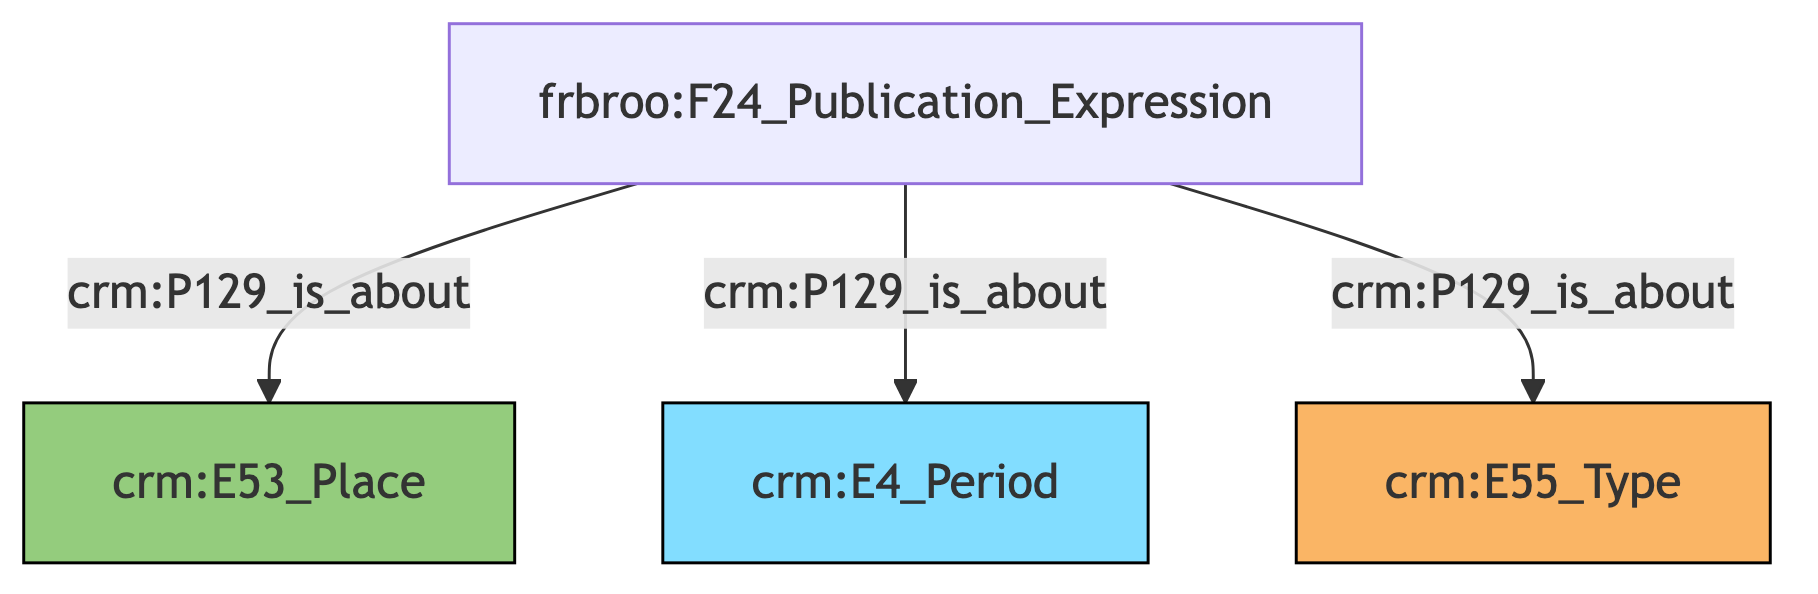 frbroo:F24_Publication_Expression
crm:P129_is_about
crm:P129_is_about
crm:P129_is_about
crm:E53_Place
crm:E4_Period
crm:E55_Type